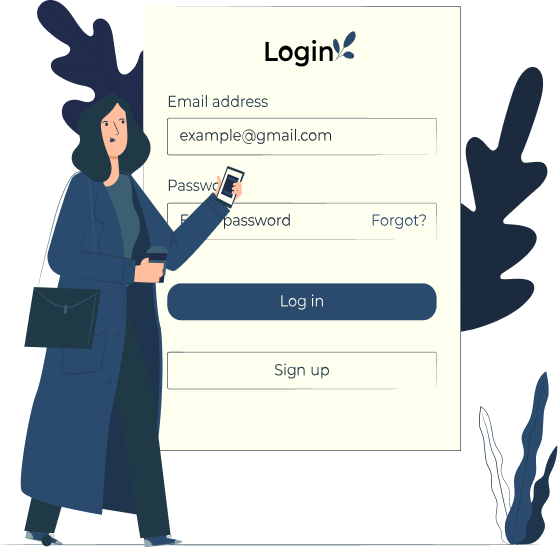 Login
Email address
example@gmail.com
password Forgot?
Log in
Sign up